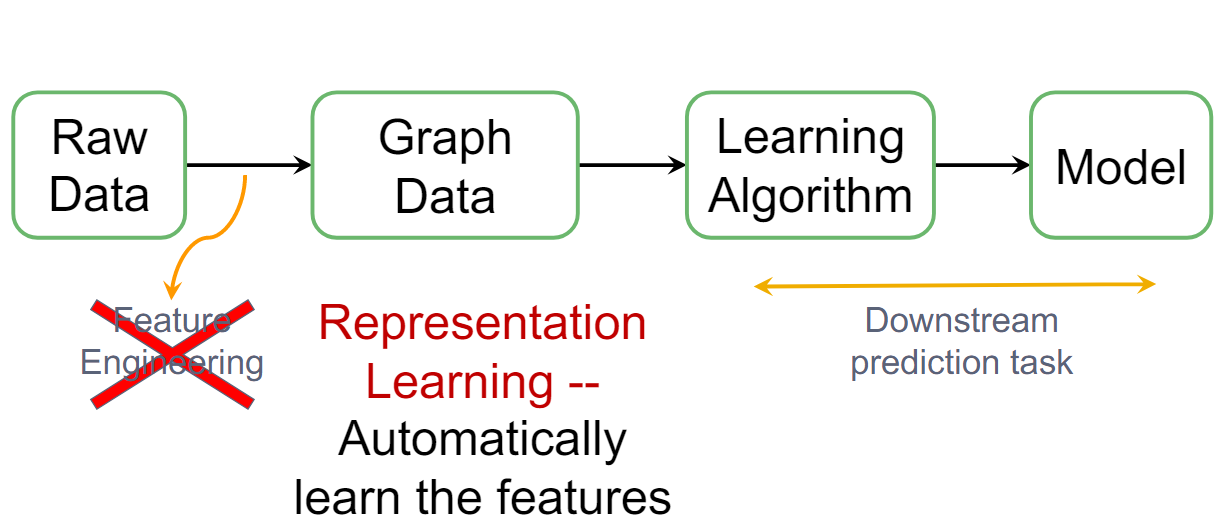 Raw
Data
Graph
Data
Learning
Algorithm
Model
Feature
Engineering
Representation
Learning --
Automatically
learn the features
Downstream
prediction task